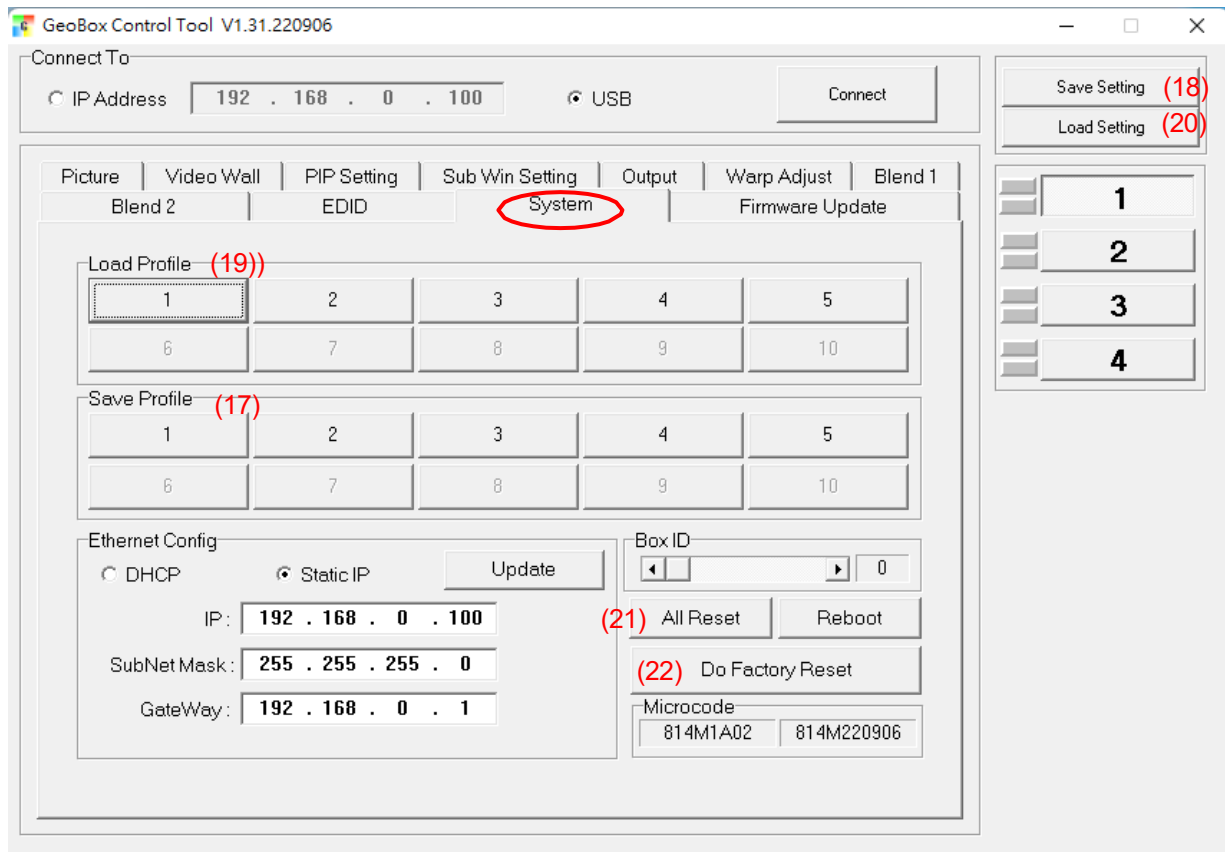 GeoBox Control Tool V1.31.220906
Connect To
IP Address 192 . 168 . 0 . 100 USB Connect
Save Setting (18)
Load Setting (20)
Picture Video Wall PIP Setting Sub Win Setting Output Warp Adjust Blend 1
Blend 2 EDID System Firmware Update
1
2
3
4
Load Profile (19))
1 2 3 4 5
6 7 8 9 10
Save Profile (17)
1 2 3 4 5
6 7 8 9 10
Ethernet Config
DHCP Static IP Update
IP : 192 . 168 . 0 . 100
SubNet Mask : 255 . 255 . 255 . 0
GateWay : 192 . 168 . 0 . 1
Box ID
0
(21) All Reset Reboot
(22) Do Factory Reset
Microcode
814M1A02 814M220906